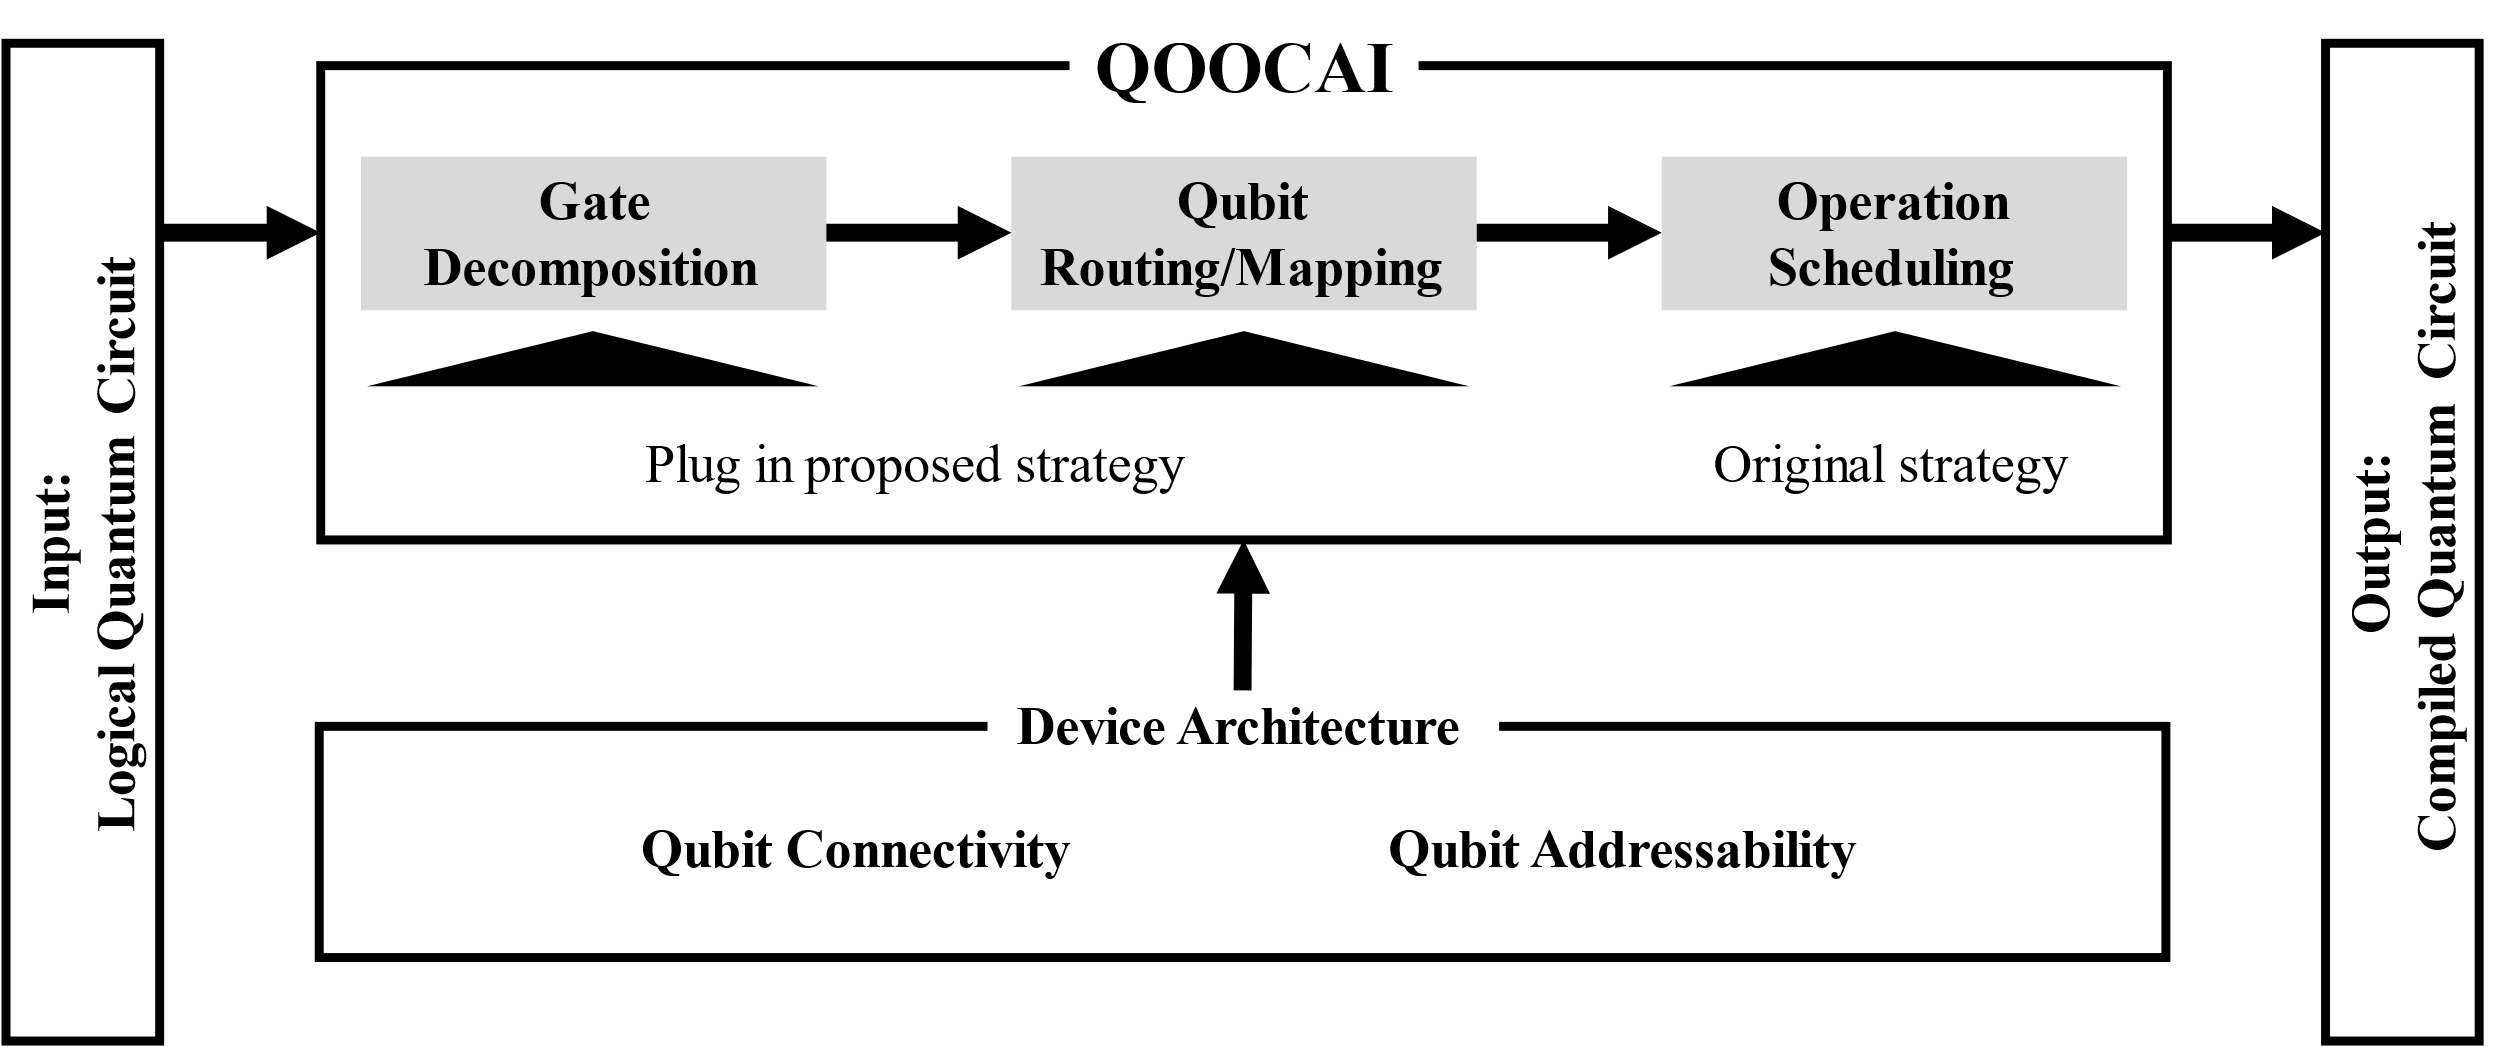 Input:
Logical Quantum Circuit
QOOCAI
Gate
Decomposition
Qubit
Routing/Mapping
Operation
Scheduling
Plug in proposed strategy
Original strategy
Device Architecture
Qubit Connectivity
Qubit Addressability
Output:
Compiled Quantum Circuit